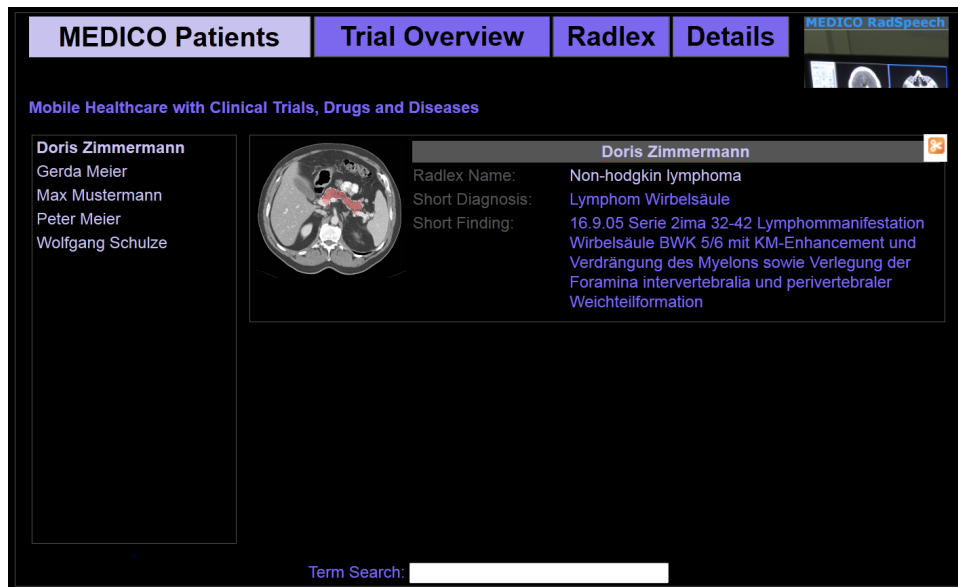 MEDICO Patients
Trial Overview
Radlex
Details
MEDICO RadSpeech
Mobile Healthcare with Clinical Trials, Drugs and Diseases
Doris Zimmermann
Gerda Meier
Max Mustermann
Peter Meier
Wolfgang Schulze
Doris Zimmermann
Radlex Name: Non-hodgkin lymphoma
Short Diagnosis: Lymphom Wirbelsäule
Short Finding: 16.9.05 Serie 2ima 32-42 Lymphommanifestation
Wirbelsäule BWK 5/6 mit KM-Enhancement und
Verdrängung des Myelons sowie Verlegung der
Foramina intervertebralia und perivertebraler
Weichteilformation
Term Search: